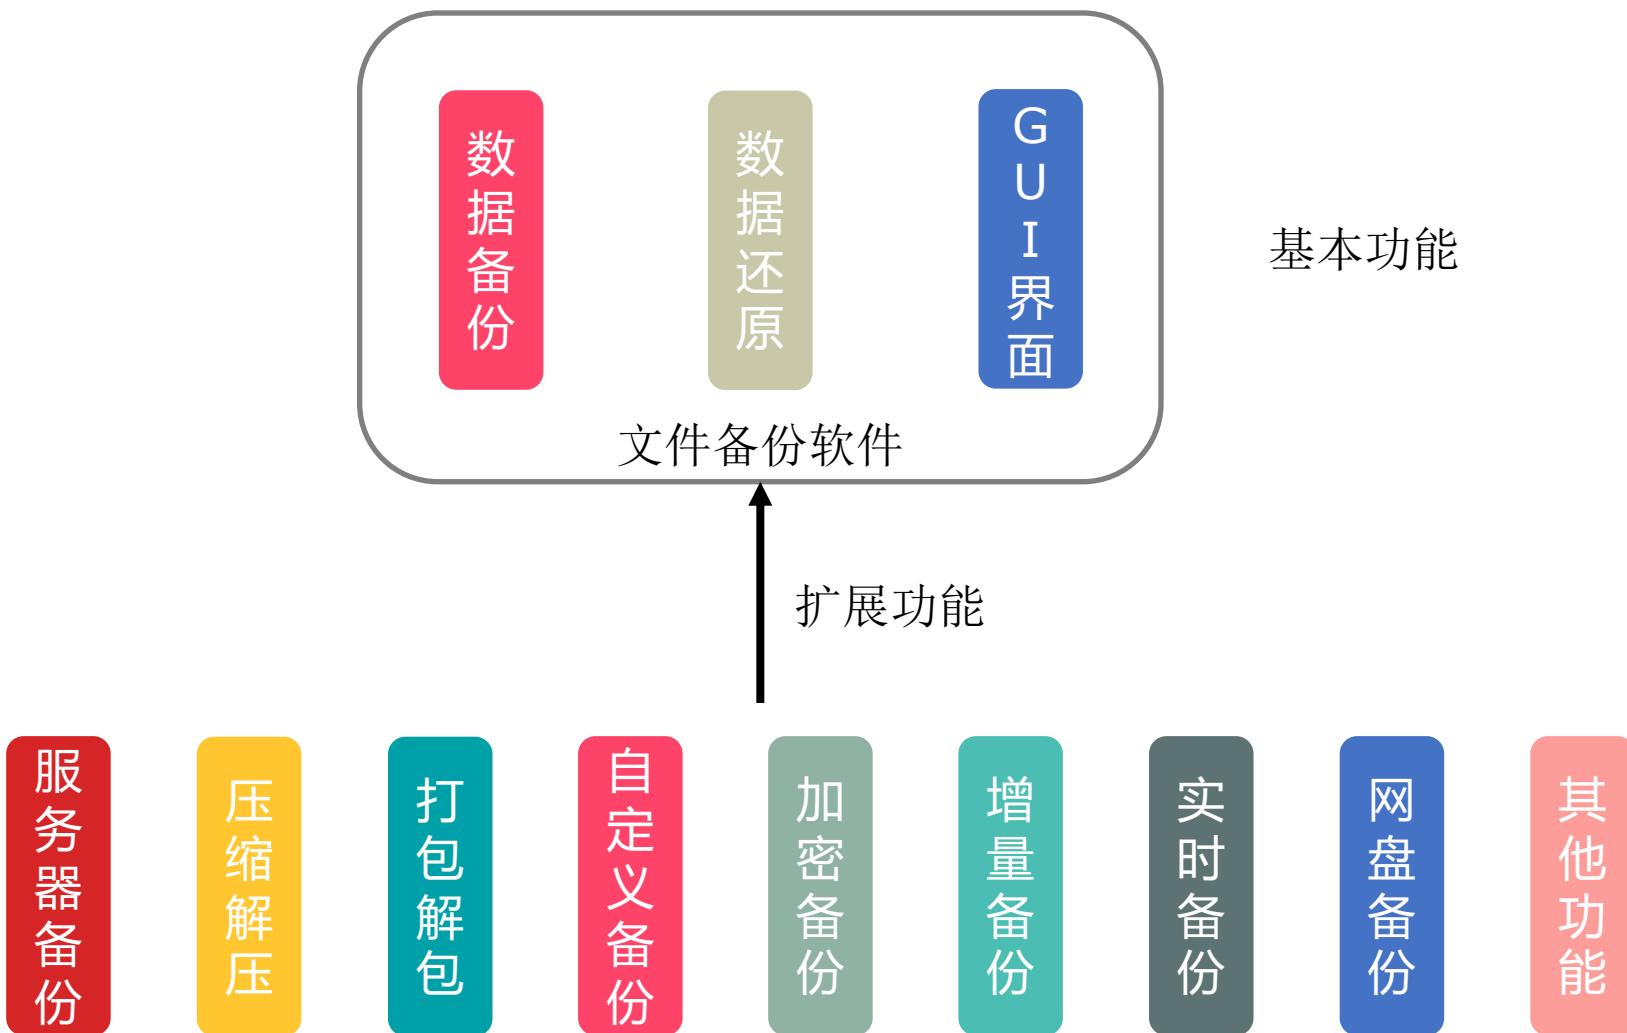 数据备份
数据还原
GUI界面
基本功能
文件备份软件
扩展功能
服务器备份
压缩解压
打包解包
自定义备份
加密备份
增量备份
实时备份
网盘备份
其他功能